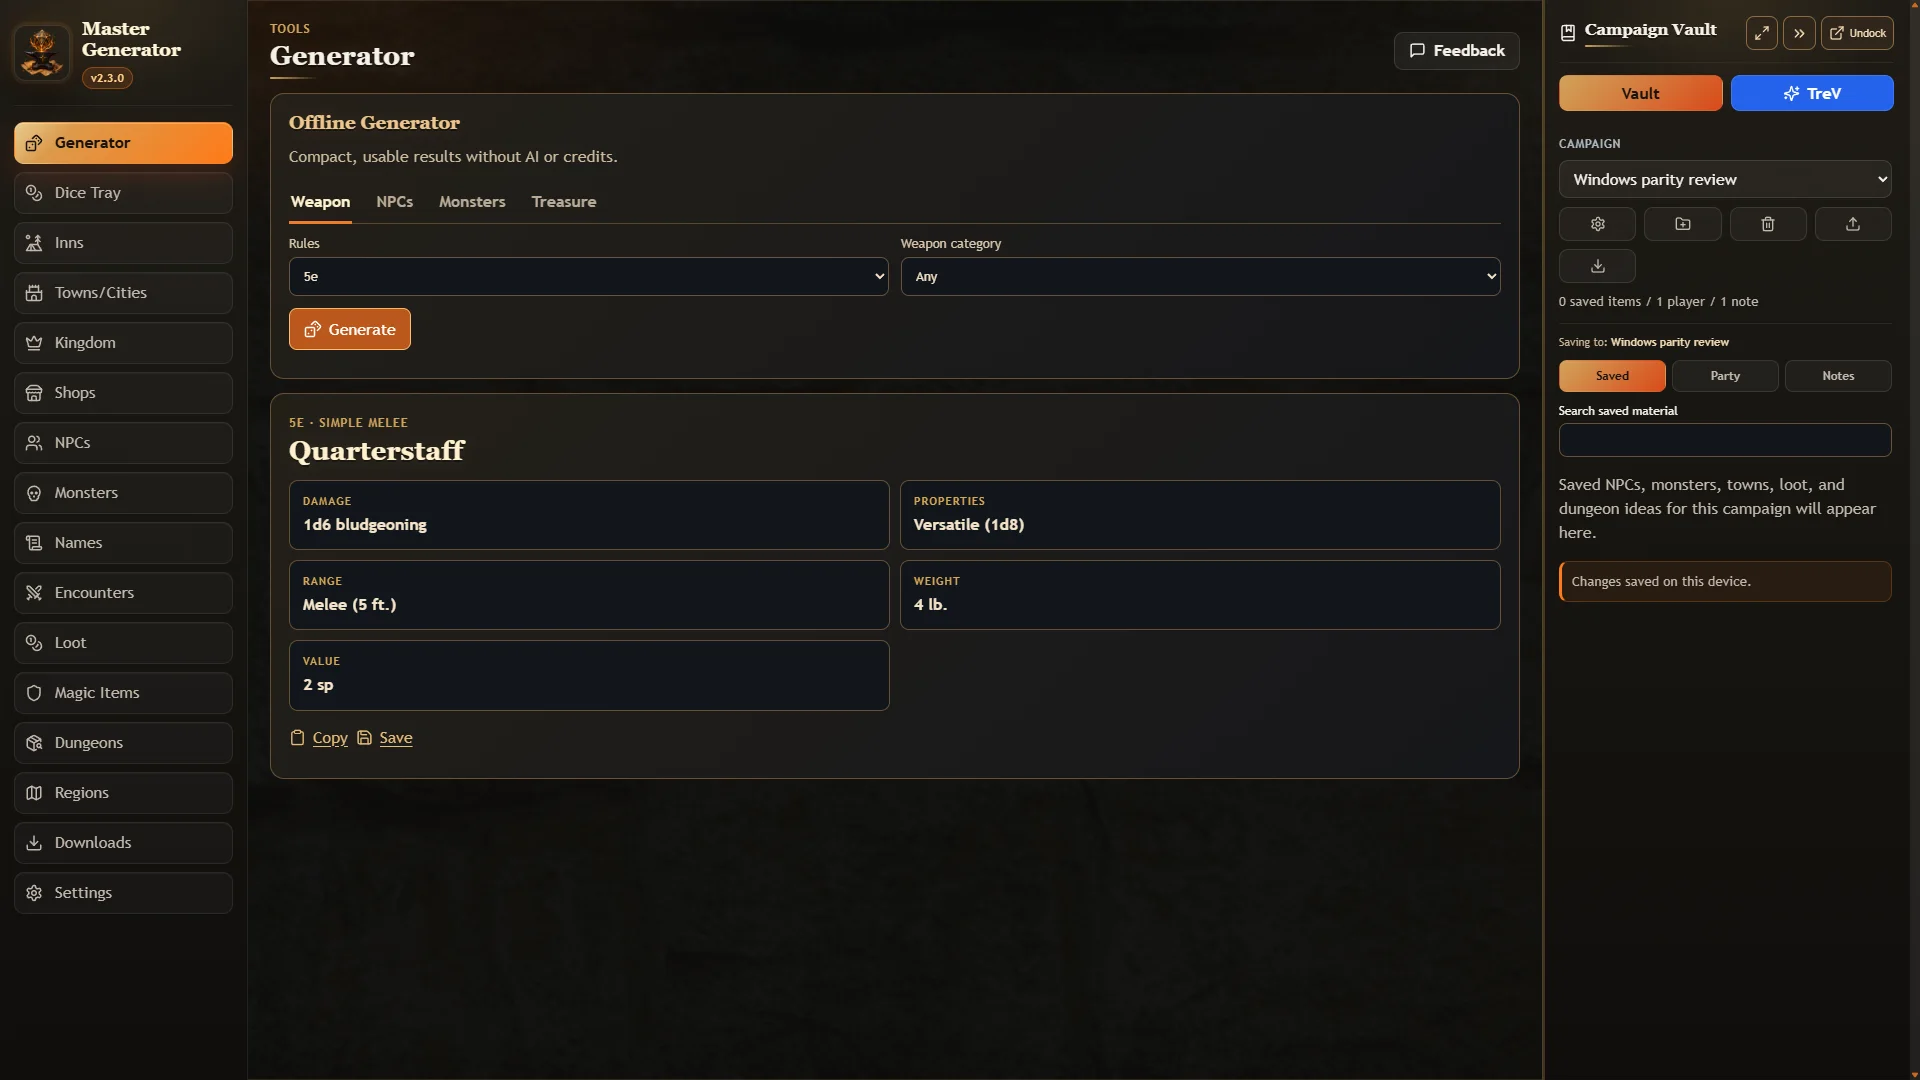 Master
Generator
v2.3.0
Generator
Dice Tray
Inns
Towns/Cities
Kingdom
Shops
NPCs
Monsters
Names
Encounters
Loot
Magic Items
Dungeons
Regions
Downloads
Settings
TOOLS
Generator
Feedback
Offline Generator
Compact, usable results without AI or credits.
Weapon NPCs Monsters Treasure
Rules
5e
Weapon category
Any
Generate
5E · SIMPLE MELEE
Quarterstaff
DAMAGE
1d6 bludgeoning
PROPERTIES
Versatile (1d8)
RANGE
Melee (5 ft.)
WEIGHT
4 lb.
VALUE
2 sp
Copy Save
Campaign Vault
Undock
Vault
TreV
CAMPAIGN
Windows parity review
0 saved items / 1 player / 1 note
Saving to: Windows parity review
Saved Party Notes
Search saved material
Saved NPCs, monsters, towns, loot, and
dungeon ideas for this campaign will appear
here.
Changes saved on this device.